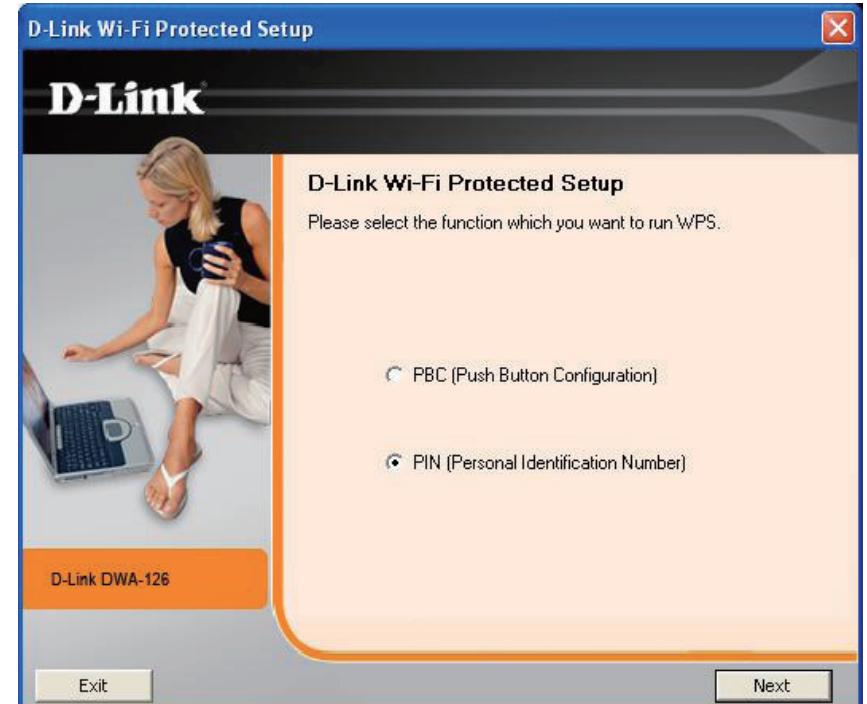 D-Link Wi-Fi Protected Setup
D-Link
D-Link Wi-Fi Protected Setup
Please select the function which you want to run WPS.
PBC (Push Button Configuration)
PIN (Personal Identification Number)
D-Link DWA-126
Exit
Next